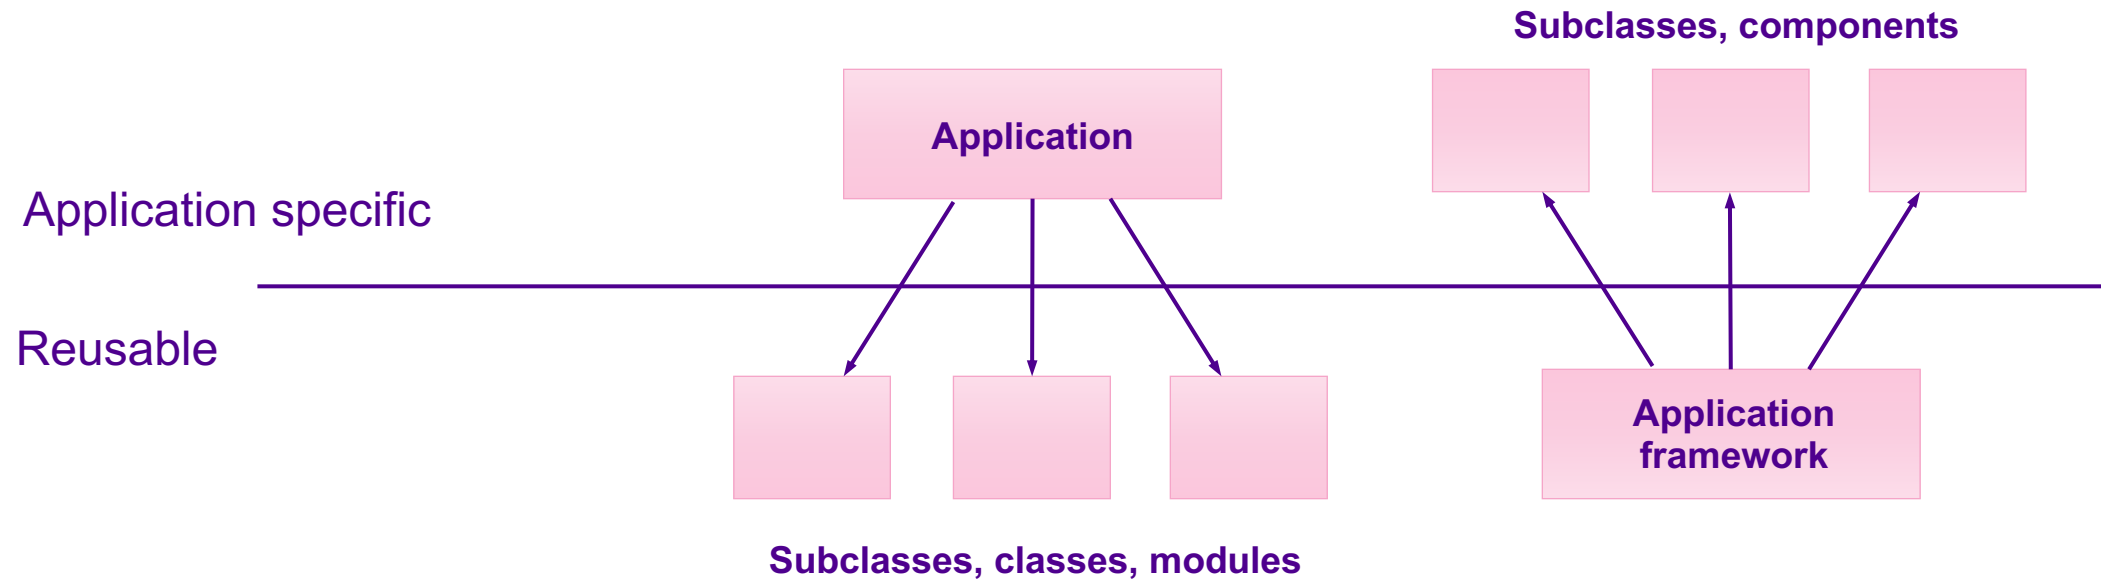 Subclasses, components
Application
Application specific
Reusable
Application
framework
Subclasses, classes, modules